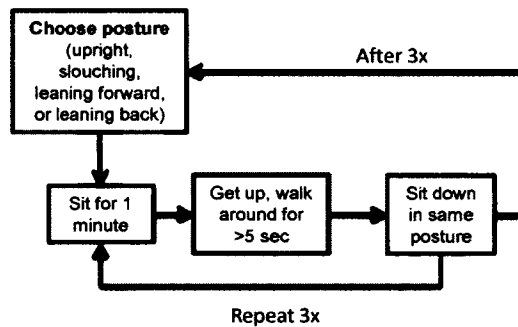 Choose posture
(upright,
slouching,
leaning forward,
or leaning back)
After 3x
Sit for 1
minute
Get up, walk
around for
>5 sec
Sit down
in same
posture
Repeat 3x